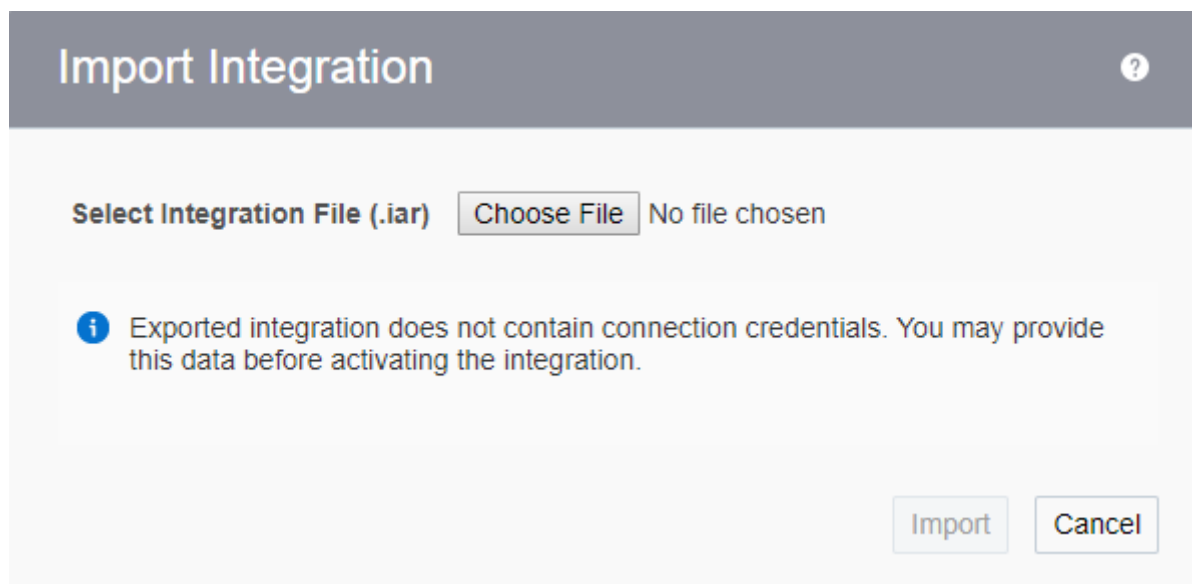 Import Integration
?
Select Integration File (.iar) Choose File No file chosen
i Exported integration does not contain connection credentials. You may provide
this data before activating the integration.
Import Cancel